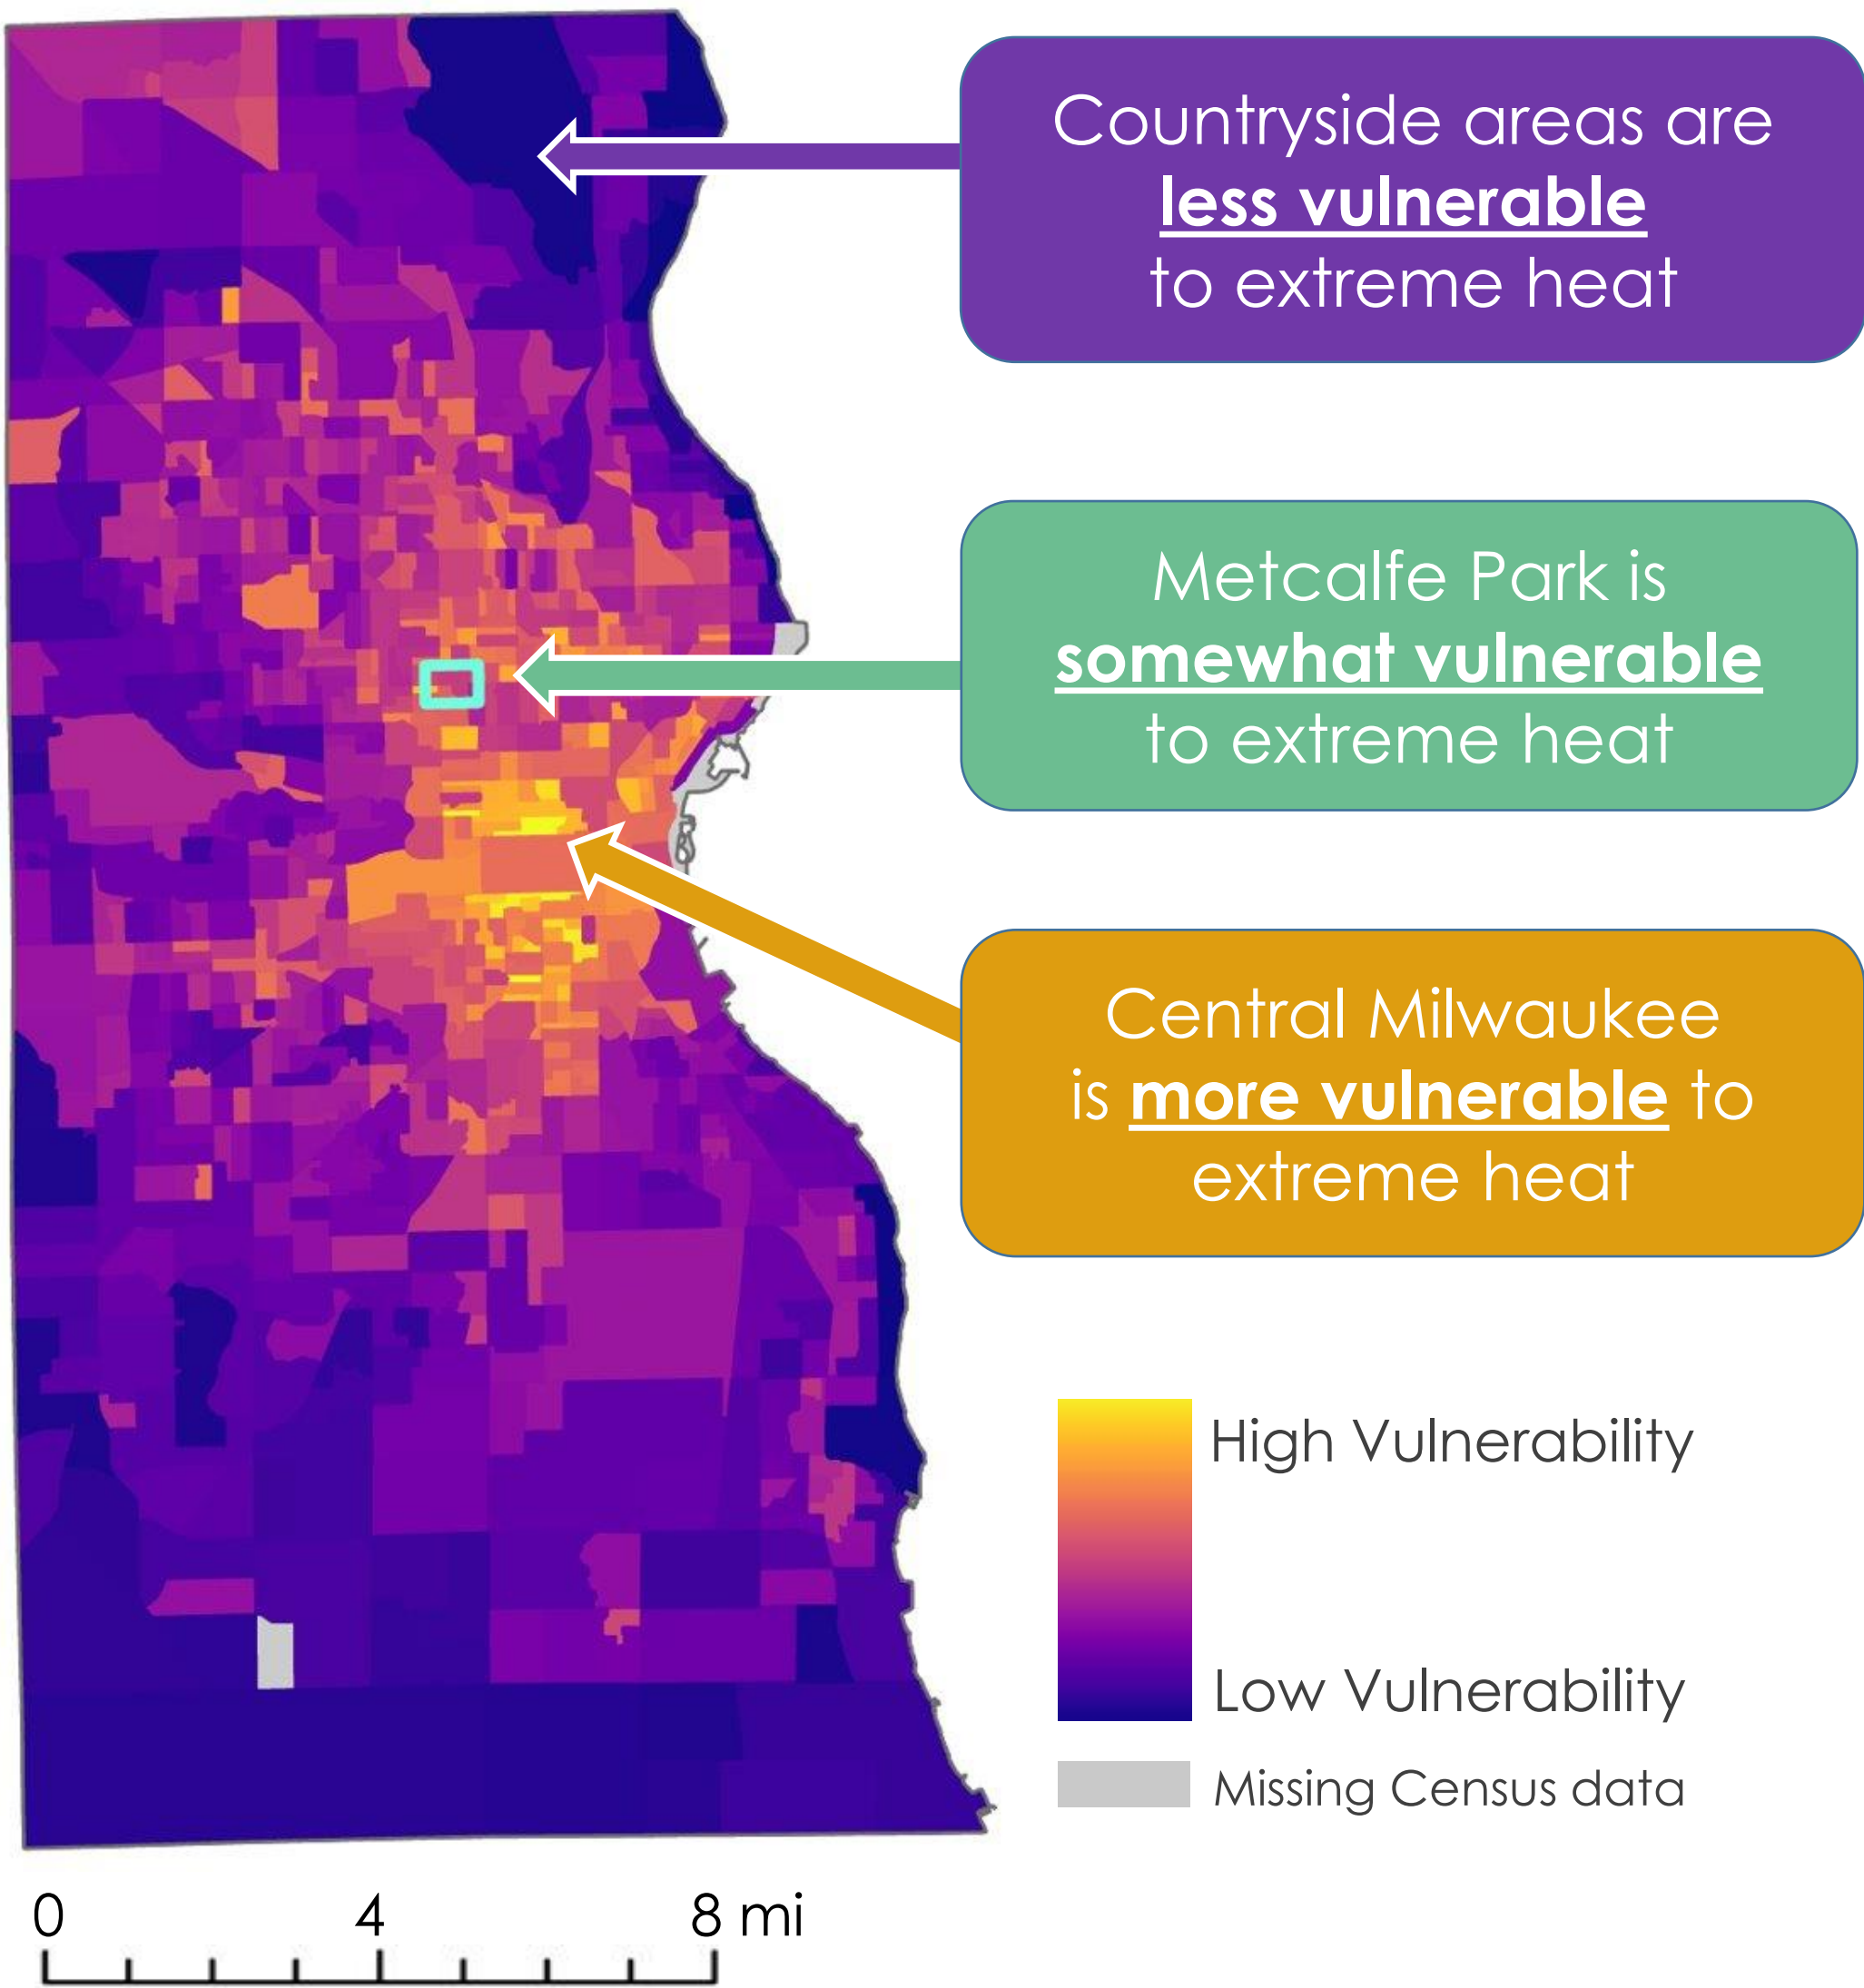 Countryside areas are
less vulnerable
to extreme heat
Metcalfe Park is
somewhat vulnerable
to extreme heat
Central Milwaukee
is more vulnerable to
extreme heat
High Vulnerability
Low Vulnerability
Missing Census data
0 4 8 mi